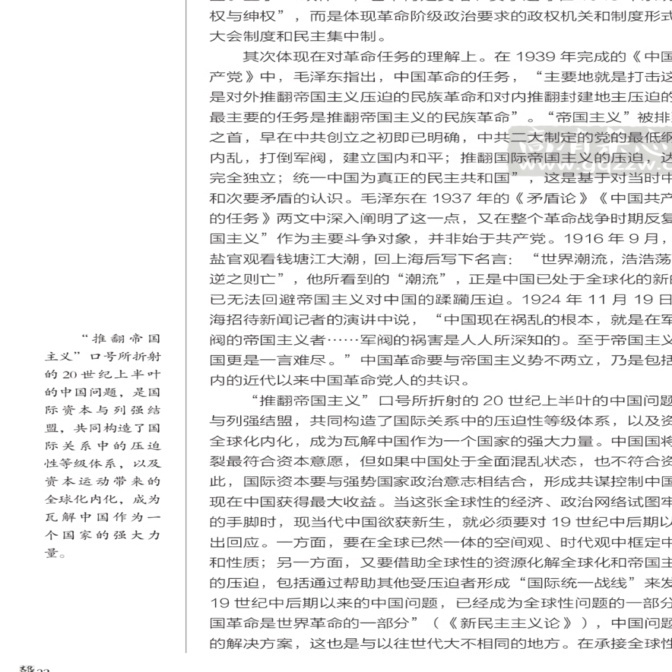 权与绅权”，而是体现革命阶级政治要求的政权机关和制度形式
大会制度和民主集中制。
其次体现在对革命任务的理解上。在 1939 年完成的《中国
产党》中，毛泽东指出，中国革命的任务，“主要地就是打击这
是对外推翻帝国主义压迫的民族革命和对内推翻封建地主压迫的
最主要的任务是推翻帝国主义的民族革命”。“帝国主义”被排
之首，早在中共创立之初即已明确，中共二大制定的党的最低纲
内乱，打倒军阀，建立国内和平；推翻国际帝国主义的压迫，达
完全独立；统一中国为真正的民主共和国”，这是基于对当时中
和次要矛盾的认识。毛泽东在 1937 年的《矛盾论》《中国共产
的任务》两文中深入阐明了这一点，又在整个革命战争时期反复
国主义”作为主要斗争对象，并非始于共产党。1916 年 9 月，
盐官观看钱塘江大潮，回上海后写下名言：“世界潮流，浩浩荡
逆之则亡”，他所看到的“潮流”，正是中国已处于全球化的新的
已无法回避帝国主义对中国的蹂躏压迫。1924 年 11 月 19 日
海招待新闻记者的演讲中说，“中国现在祸乱的根本，就是在军
阀的帝国主义者……军阀的祸害是人人所深知的。至于帝国主义
国更是一言难尽。”中国革命要与帝国主义势不两立，乃是包括
内的近代以来中国革命党人的共识。
“推翻帝国主义”口号所折射的 20 世纪上半叶的中国问题
与列强结盟，共同构造了国际关系中的压迫性等级体系，以及资
全球化内化，成为瓦解中国作为一个国家的强大力量。中国国将
裂最符合资本意愿，但如果中国处于全面混乱状态，也不符合资
此，国际资本要与强势国家政治意志相结合，形成共谋控制中国
现在中国获得最大收益。当这张全球性的经济、政治网络试图牢
的手脚时，现当代中国欲获新生，就必须要对 19 世纪中后期以
出回应。一方面，要在全球已然一体的空间观、时代观中框定中
和性质；另一方面，又要借助全球性的资源化解全球化和帝国主
的压迫，包括通过帮助其他受压迫者形成“国际统一战线”来发
19 世纪中后期以来的中国问题，已经成为全球性问题的一部分
国革命是世界革命的一部分”（《新民主主义论》），中国问题
的解决方案，这也是与以往世代大不相同的地方。在承接全球性
“推翻帝国
主义”口号所折射
的 20 世纪上半叶
的中国问题，是国
际资本与列强结
盟，共同构造了国
际关系中的压迫
性等级体系，以及
资本运动带来的
全球化内化，成为
瓦解中国作为一
个国家的强大力
量。